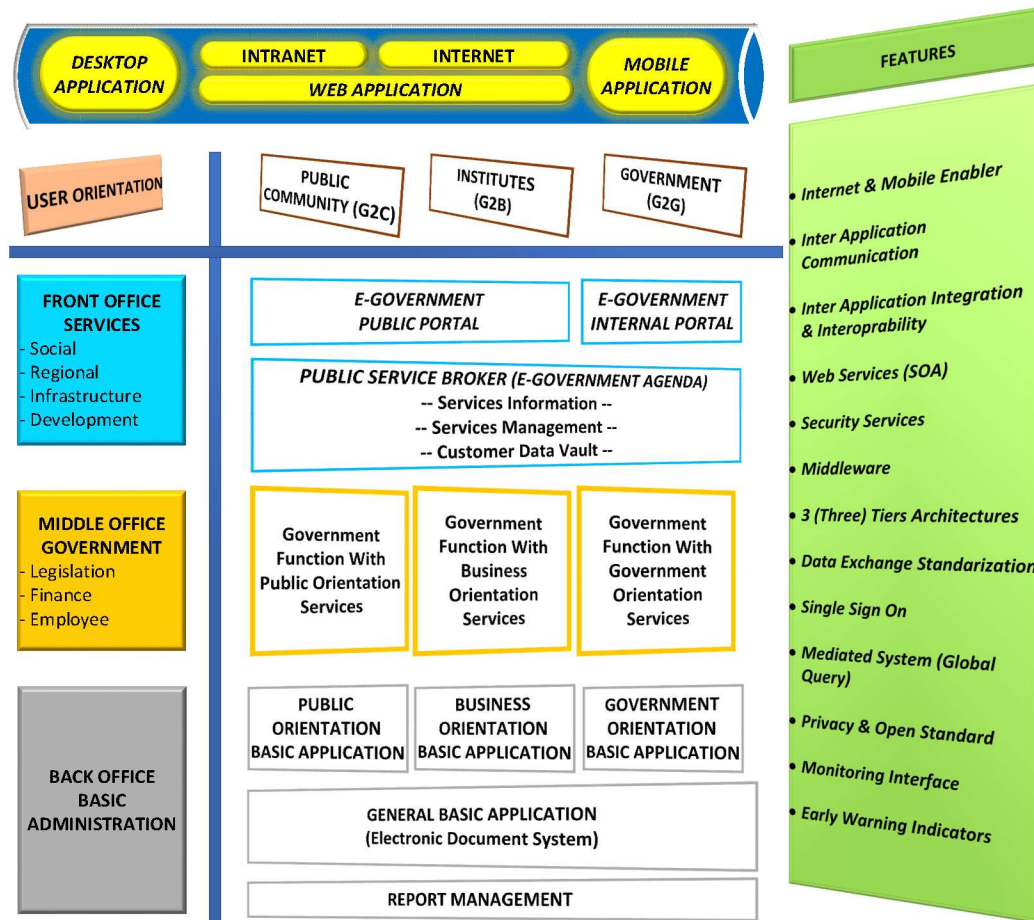 DESKTOP
APPLICATION
INTRANET
INTERNET
WEB APPLICATION
MOBILE
APPLICATION
FEATURES
USER ORIENTATION
PUBLIC
COMMUNITY (G2C)
INSTITUTES
(G2B)
GOVERNMENT
(G2G)
FRONT OFFICE
SERVICES
- Social
- Regional
- Infrastructure
- Development
E-GOVERNMENT
PUBLIC PORTAL
E-GOVERNMENT
INTERNAL PORTAL
PUBLIC SERVICE BROKER (E-GOVERNMENT AGENDA)
-- Services Information --
-- Services Management --
-- Customer Data Vault --
MIDDLE OFFICE
GOVERNMENT
- Legislation
- Finance
- Employee
Government
Function With
Public Orientation
Services
Government
Function With
Business
Orientation
Services
Government
Function With
Government
Orientation
Services
BACK OFFICE
BASIC
ADMINISTRATION
PUBLIC
ORIENTATION
BASIC APPLICATION
BUSINESS
ORIENTATION
BASIC APPLICATION
GOVERNMENT
ORIENTATION
BASIC APPLICATION
GENERAL BASIC APPLICATION
(Electronic Document System)
REPORT MANAGEMENT
• Internet & Mobile Enabler
• Inter Application
Communication
• Inter Application Integration
& Interoprability
• Web Services (SOA)
• Security Services
• Middleware
• 3 (Three) Tiers Architectures
• Data Exchange Standarization
• Single Sign On
• Mediated System (Global
Query)
• Privacy & Open Standard
• Monitoring Interface
• Early Warning Indicators